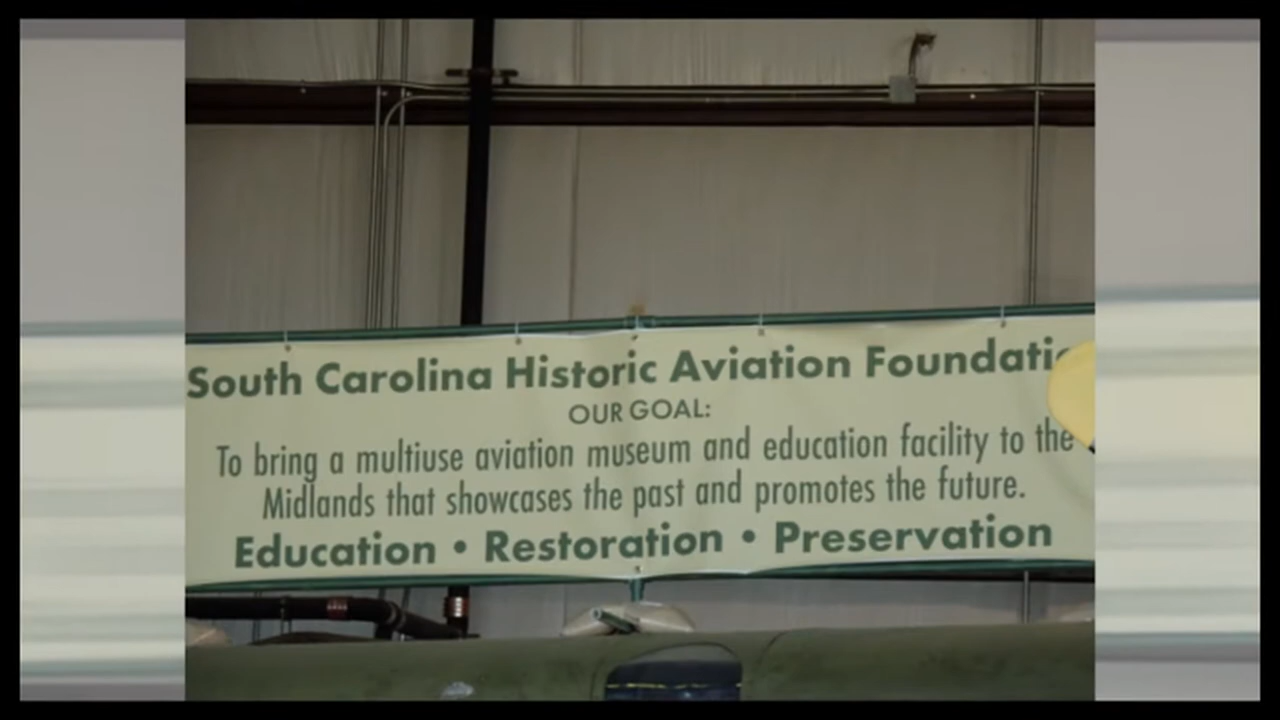 South Carolina Historic Aviation Foundatio
OUR GOAL:
To bring a multiuse aviation museum and education facility to the
Midlands that showcases the past and promotes the future.
Education • Restoration • Preservation